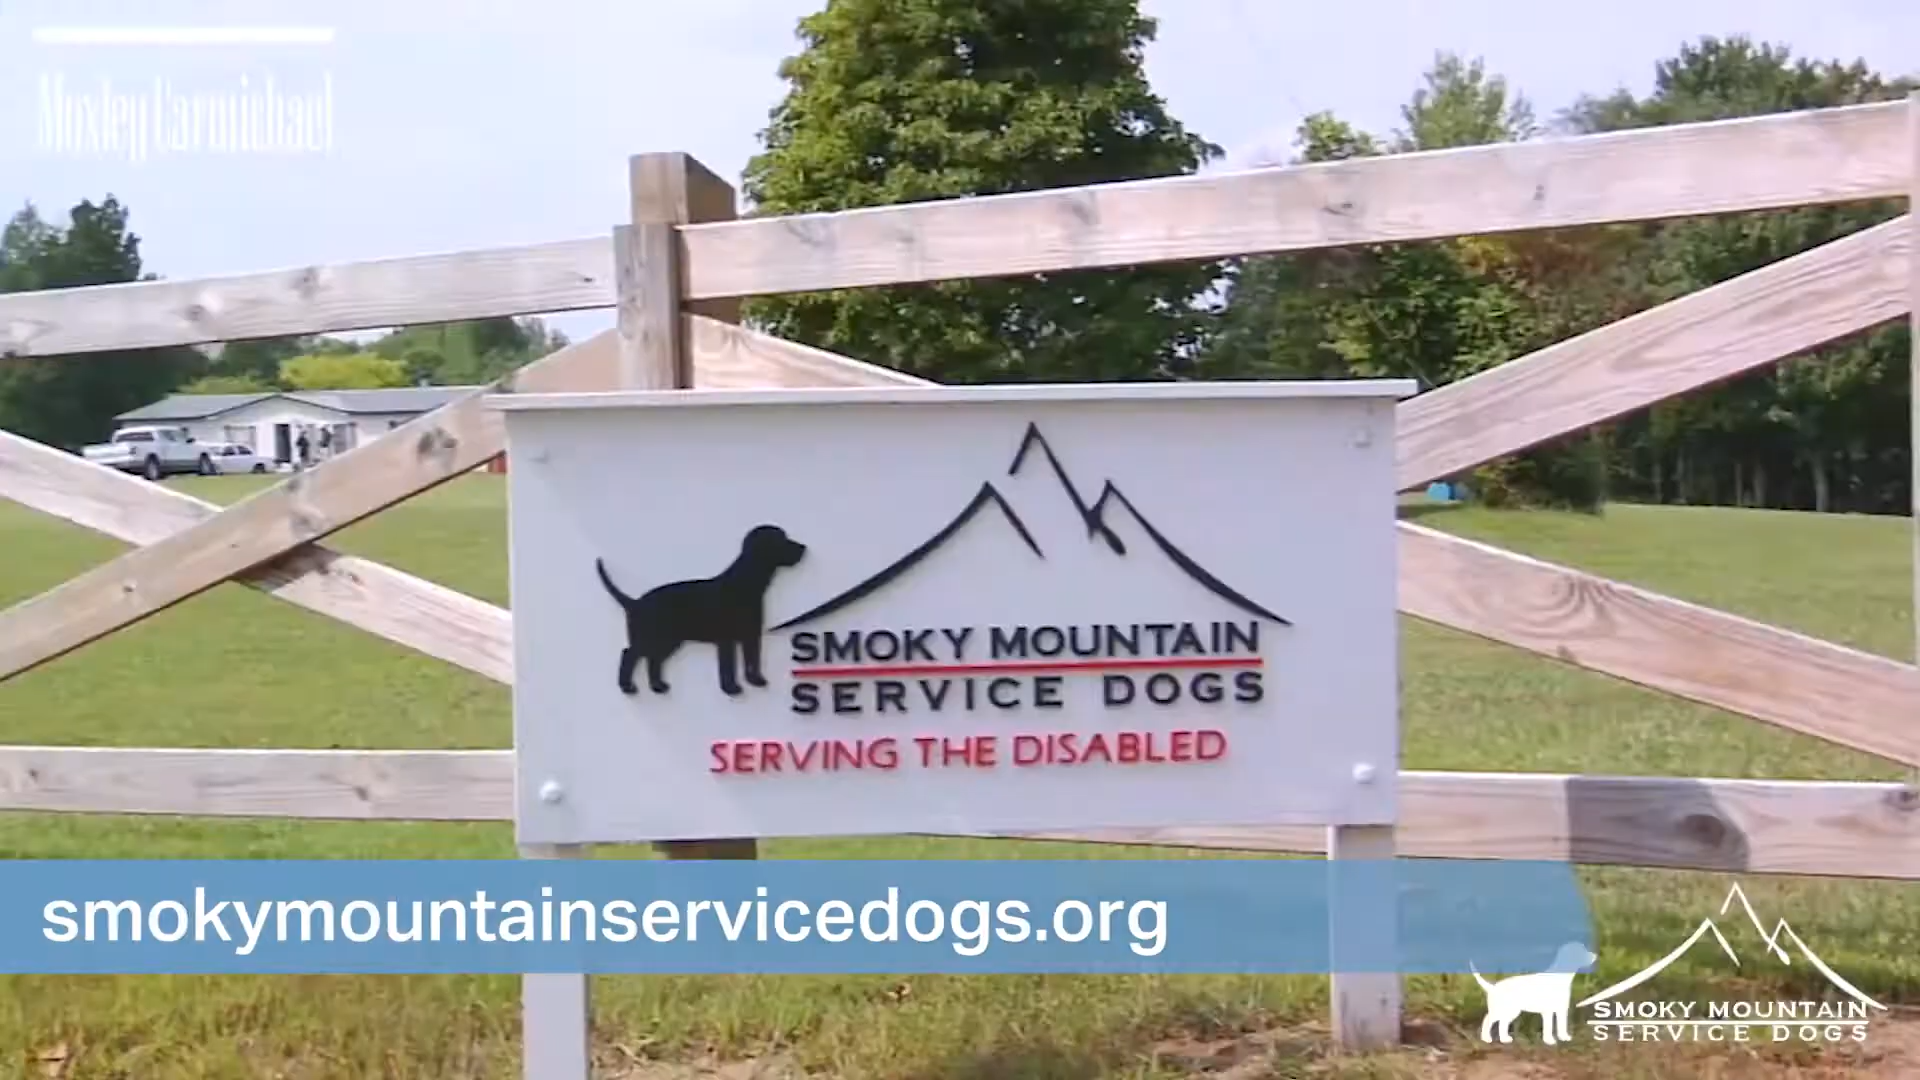 Moxley Carmichael
SMOKY MOUNTAIN
SERVICE DOGS
SERVING THE DISABLED
smokymountainservicedogs.org
SMOKY MOUNTAIN
SERVICE DOGS